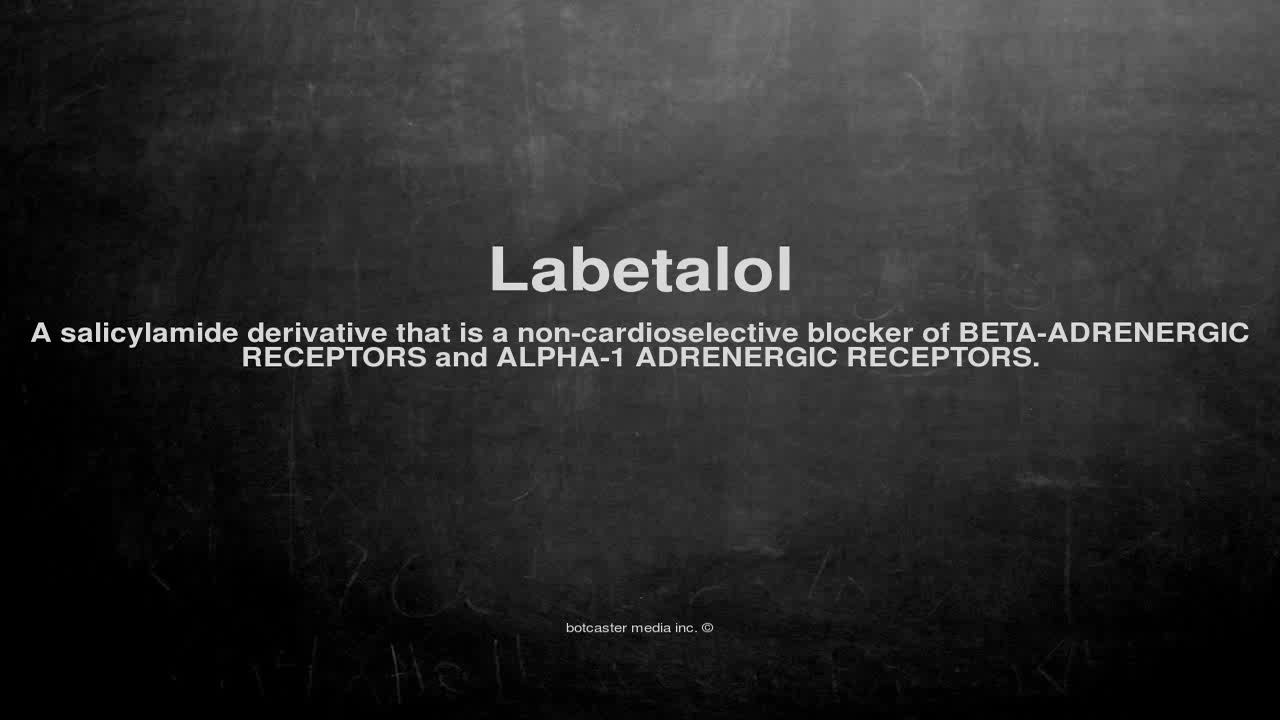 Labetalol
A salicylamide derivative that is a non-cardioselective blocker of BETA-ADRENERGIC
RECEPTORS and ALPHA-1 ADRENERGIC RECEPTORS.
botcaster media inc. ©